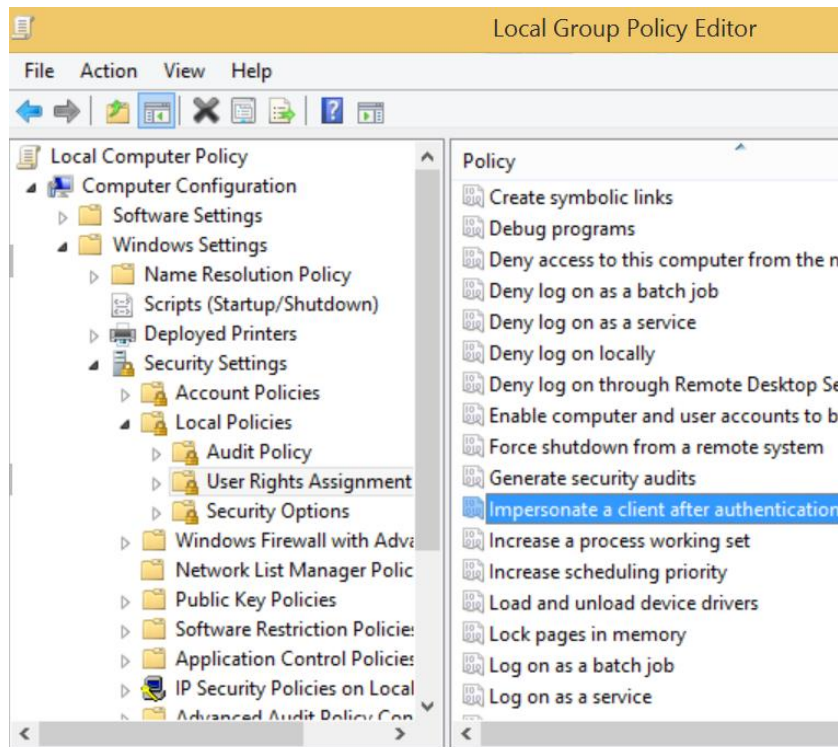 Local Group Policy Editor
File Action View Help
Local Computer Policy
Computer Configuration
Software Settings
Windows Settings
Name Resolution Policy
Scripts (Startup/Shutdown)
Deployed Printers
Security Settings
Account Policies
Local Policies
Audit Policy
User Rights Assignment
Security Options
Windows Firewall with Adva
Network List Manager Polic
Public Key Policies
Software Restriction Policie
Application Control Policies
IP Security Policies on Local
Advanced Audit Policy Con
Policy
Create symbolic links
Debug programs
Deny access to this computer from the n
Deny log on as a batch job
Deny log on as a service
Deny log on locally
Deny log on through Remote Desktop Se
Enable computer and user accounts to b
Force shutdown from a remote system
Generate security audits
Impersonate a client after authentication
Increase a process working set
Increase scheduling priority
Load and unload device drivers
Lock pages in memory
Log on as a batch job
Log on as a service